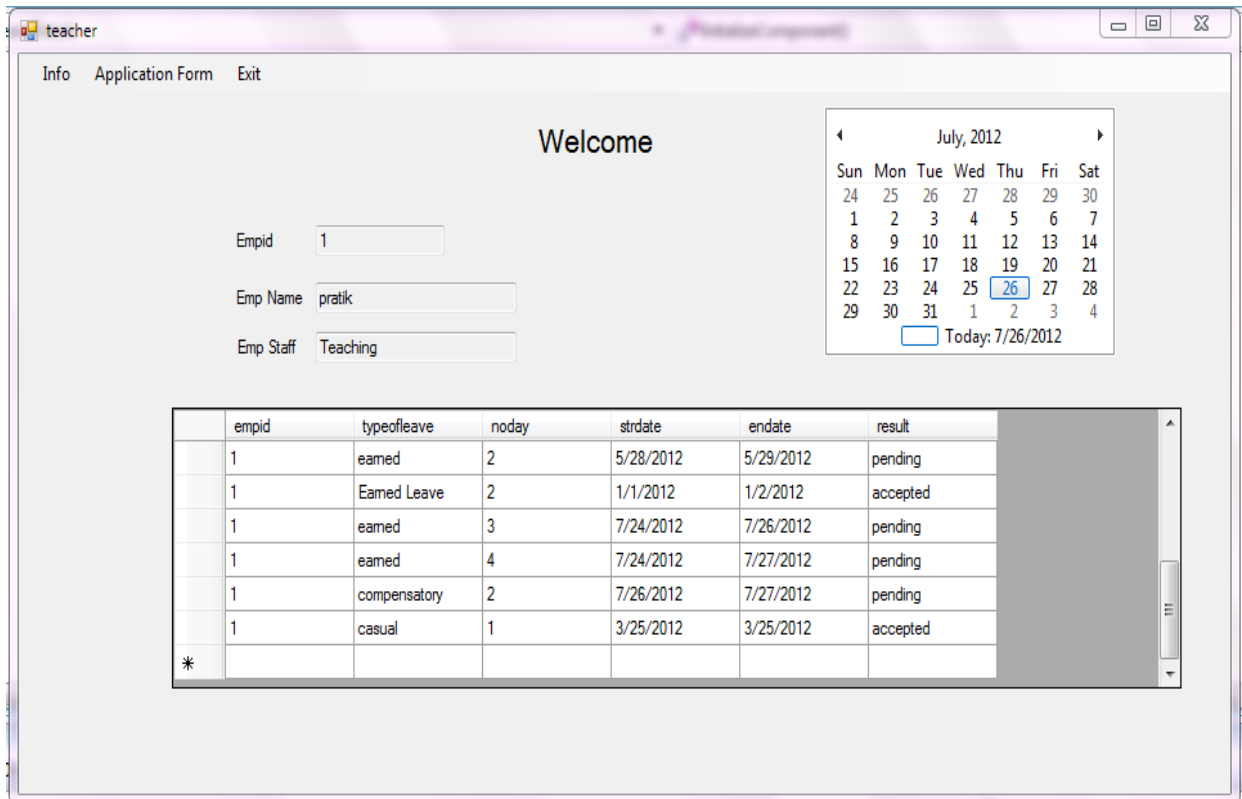 teacher
Info Application Form Exit
Welcome
July, 2012
Sun Mon Tue Wed Thu Fri Sat
24 25 26 27 28 29 30
1 2 3 4 5 6 7
8 9 10 11 12 13 14
15 16 17 18 19 20 21
22 23 24 25 26 27 28
29 30 31 1 2 3 4
Today: 7/26/2012
Empid 1
Emp Name pratik
Emp Staff Teaching
empid typeofleave noday strdate endate result
1 earned 2 5/28/2012 5/29/2012 pending
1 Earned Leave 2 1/1/2012 1/2/2012 accepted
1 earned 3 7/24/2012 7/26/2012 pending
1 earned 4 7/24/2012 7/27/2012 pending
1 compensatory 2 7/26/2012 7/27/2012 pending
1 casual 1 3/25/2012 3/25/2012 accepted
*